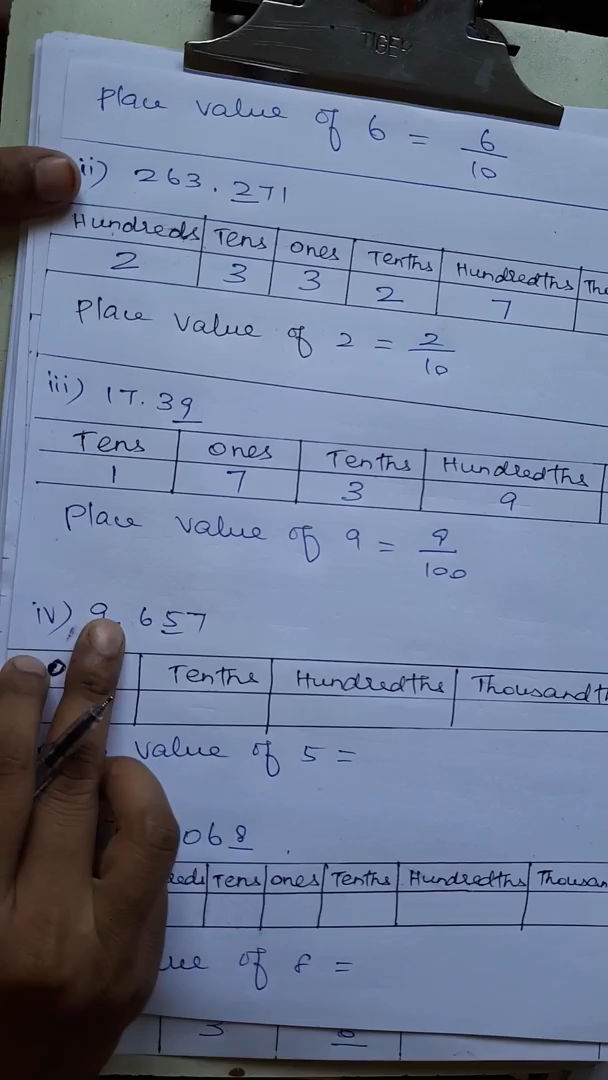 TIGER
Place value of 6 = 6/10
ii) 263.271
Hundreds Tens Ones Tenths Hundredths
2 3 3 2 7
Place Value of 2 = 2/10
iii) 17.39
Tens Ones Tenths Hundredths
1 7 3 9
Place value of 9 = 9/100
iv) 9.657
Tenths Hundredths
value of 5 =
068
Tens Ones Tenths Hundredths
of 8 =
3